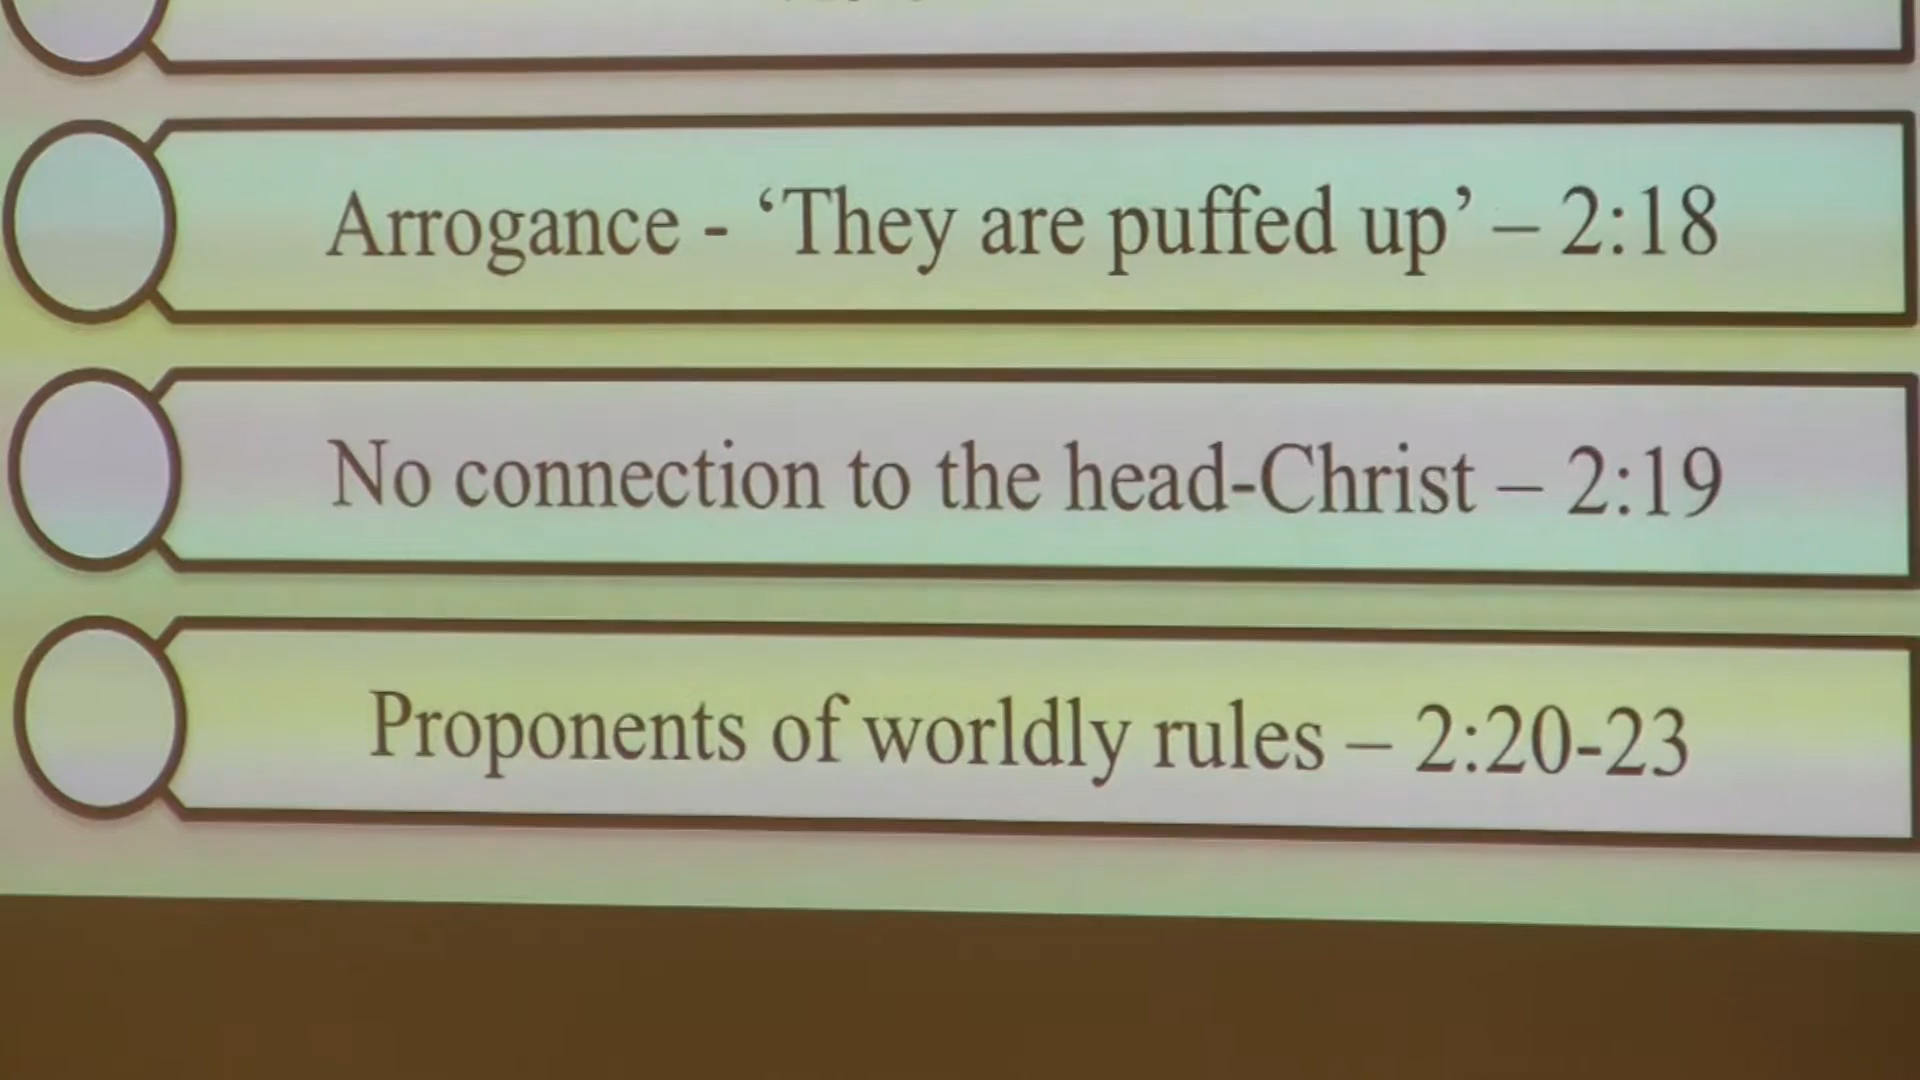 Arrogance - ‘They are puffed up’ – 2:18
No connection to the head-Christ – 2:19
Proponents of worldly rules – 2:20-23